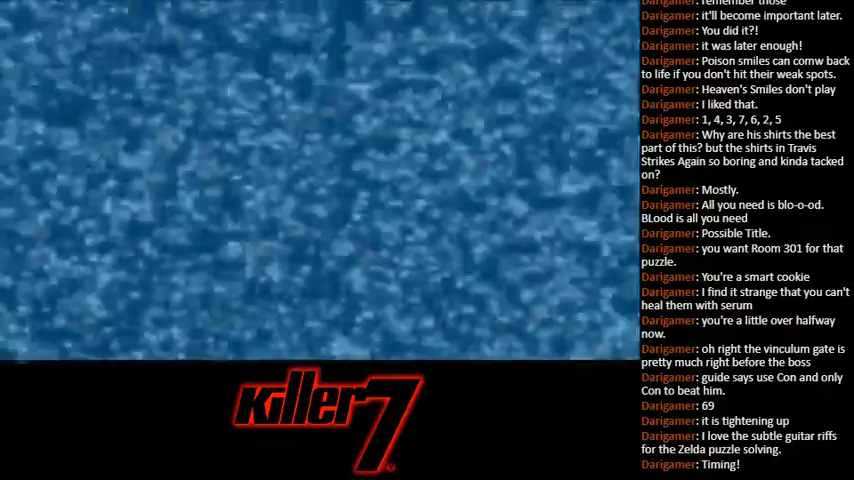 remember those
Darigamer: it'll become important later.
Darigamer: You did it?!
Darigamer: it was later enough!
Darigamer: Poison smiles can comw back
to life if you don't hit their weak spots.
Darigamer: Heaven's Smiles don't play
Darigamer: I liked that.
Darigamer: 1, 4, 3, 7, 6, 2, 5
Darigamer: Why are his shirts the best
part of this? but the shirts in Travis
Strikes Again so boring and kinda tacked
on?
Darigamer: Mostly.
Darigamer: All you need is blo-o-od.
BLood is all you need
Darigamer: Possible Title.
Darigamer: you want Room 301 for that
puzzle.
Darigamer: You're a smart cookie
Darigamer: I find it strange that you can't
heal them with serum
Darigamer: you're a little over halfway
now.
Darigamer: oh right the vinculum gate is
pretty much right before the boss
Darigamer: guide says use Con and only
Con to beat him.
Darigamer: 69
Darigamer: it is tightening up
Darigamer: I love the subtle guitar riffs
for the Zelda puzzle solving.
Darigamer: Timing!
killer7